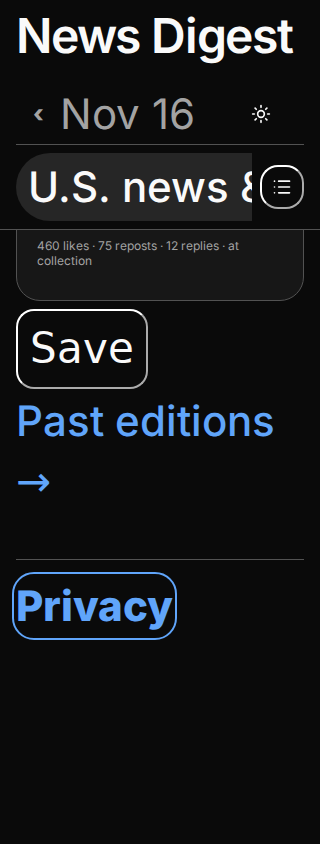 News Digest
‹ Nov 16
U.S. news &
460 likes · 75 reposts · 12 replies · at
collection
Save
Past editions
→
Privacy